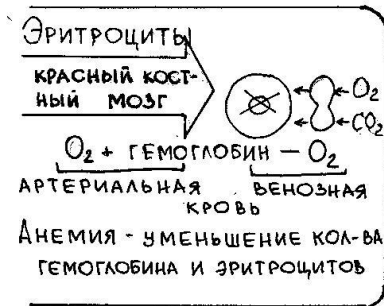 ЭРИТРОЦИТЫ
КРАСНЫЙ КОСТ-
НЫЙ МОЗГ
O₂
CO₂
O₂ + ГЕМОГЛОБИН — O₂
АРТЕРИАЛЬНАЯ ВЕНОЗНАЯ
КРОВЬ
АНЕМИЯ - УМЕНЬШЕНИЕ КОЛ-ВА
ГЕМОГЛОБИНА И ЭРИТРОЦИТОВ